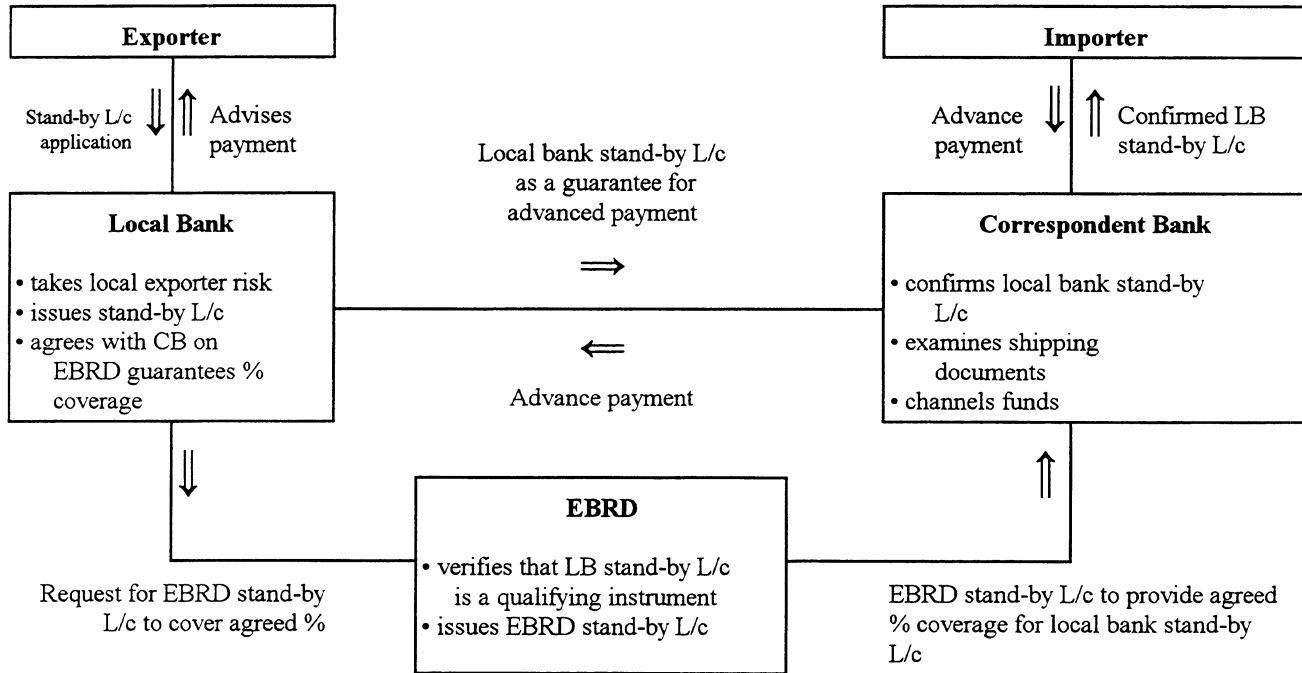 Exporter
Importer
Stand-by L/c
application
Advises
payment
Advance
payment
Confirmed LB
stand-by L/c
Local bank stand-by L/c
as a guarantee for
advanced payment
Local Bank
• takes local exporter risk
• issues stand-by L/c
• agrees with CB on
EBRD guarantees %
coverage
Correspondent Bank
• confirms local bank stand-by
L/c
• examines shipping
documents
• channels funds
Advance payment
EBRD
• verifies that LB stand-by L/c
is a qualifying instrument
• issues EBRD stand-by L/c
Request for EBRD stand-by
L/c to cover agreed %
EBRD stand-by L/c to provide agreed
% coverage for local bank stand-by
L/c